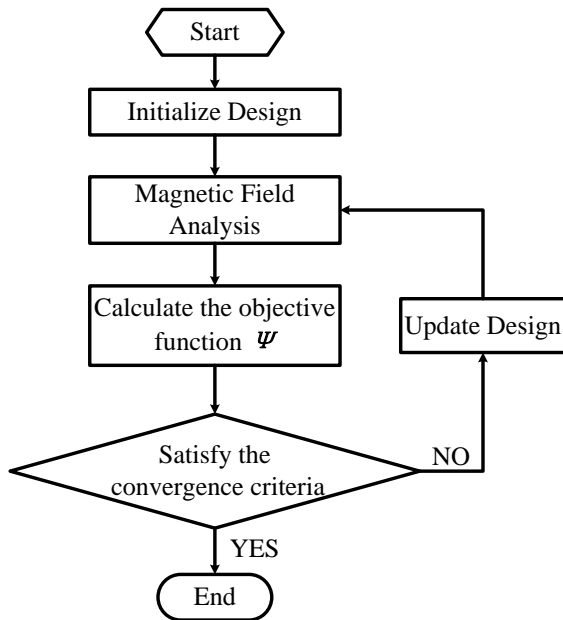 Start
Initialize Design
Magnetic Field
Analysis
Calculate the objective
function Ψ
Update Design
Satisfy the
convergence criteria
NO
YES
End